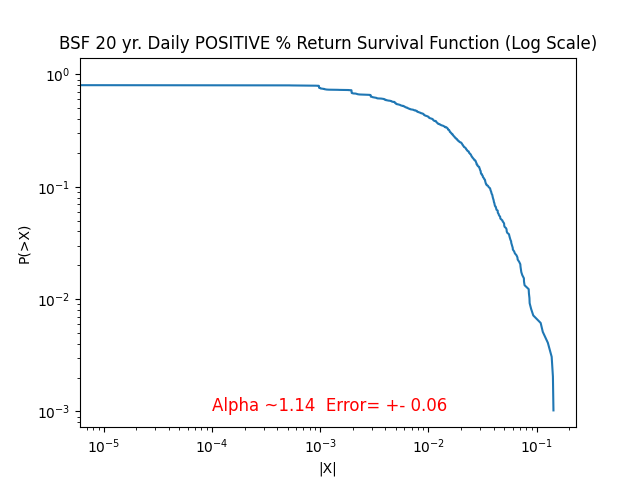 BSF 20 yr. Daily POSITIVE % Return Survival Function (Log Scale)
P(>X)
10⁰
10⁻¹
10⁻²
10⁻³
Alpha ~1.14  Error= +- 0.06
10⁻⁵ 10⁻⁴ 10⁻³ 10⁻² 10⁻¹
|X|